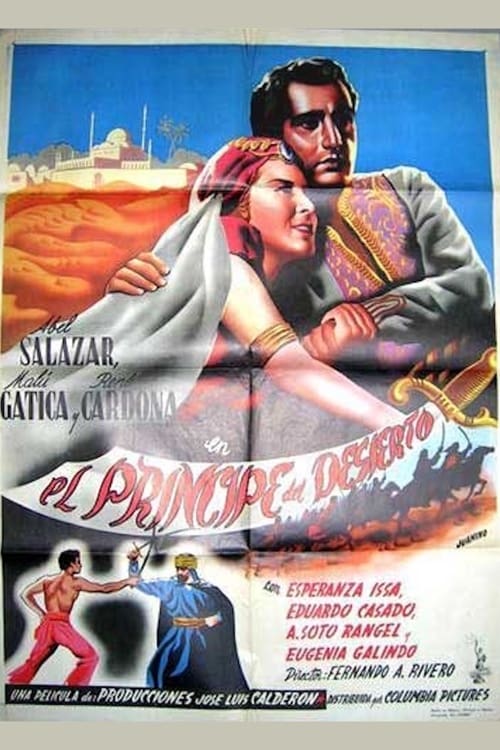 Abel
SALAZAR,
Mali René
GATICA y CARDONA
en
EL PRINCIPE del DESIERTO
JUANINO
con ESPERANZA ISSA,
EDUARDO CASADO,
A. SOTO RANGEL y
EUGENIA GALINDO
Director: FERNANDO A. RIVERO
UNA PELICULA de: PRODUCCIONES JOSE LUIS CALDERON DISTRIBUIDA por COLUMBIA PICTURES